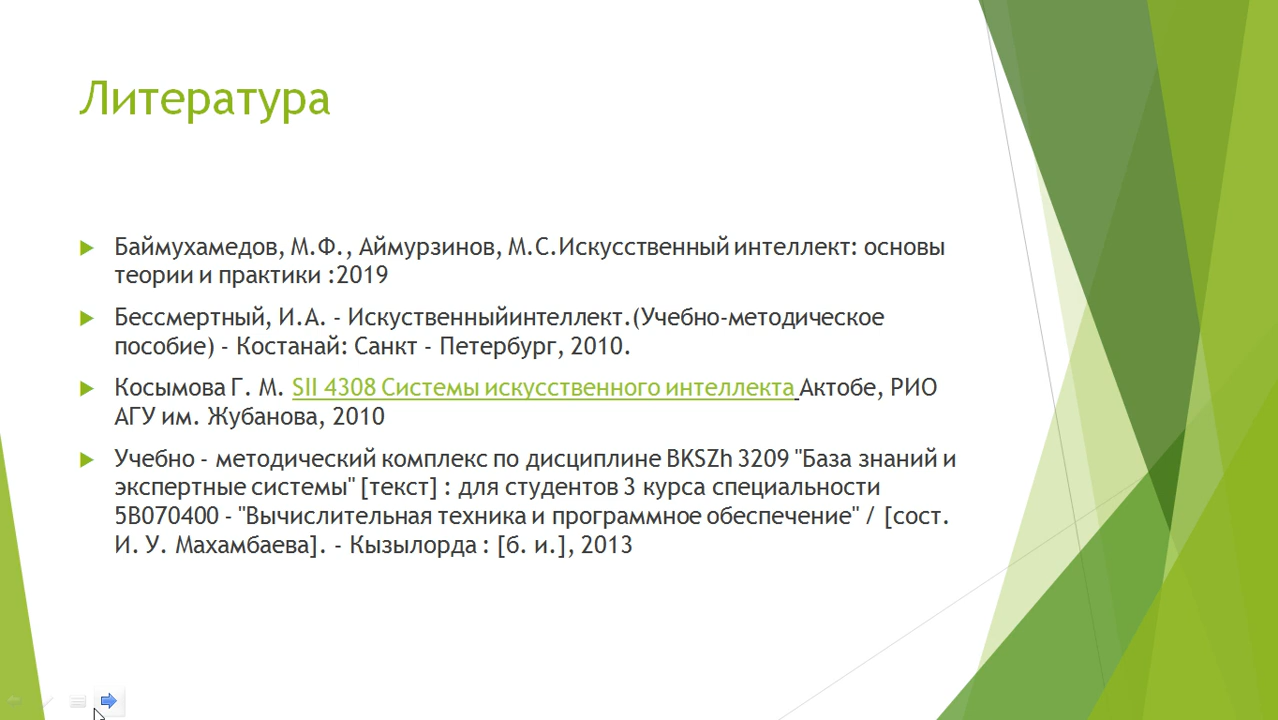 Литература
Баймухамедов, М.Ф., Аймурзинов, М.С.Искусственный интеллект: основы
теории и практики :2019
Бессмертный, И.А. - Искуственныйинтеллект.(Учебно-методическое
пособие) - Костанай: Санкт - Петербург, 2010.
Косымова Г. М. SII 4308 Системы искусственного интеллекта Актобе, РИО
АГУ им. Жубанова, 2010
Учебно - методический комплекс по дисциплине BKSZh 3209 "База знаний и
экспертные системы" [текст] : для студентов 3 курса специальности
5В070400 - "Вычислительная техника и программное обеспечение" / [сост.
И. У. Махамбаева]. - Кызылорда : [б. и.], 2013